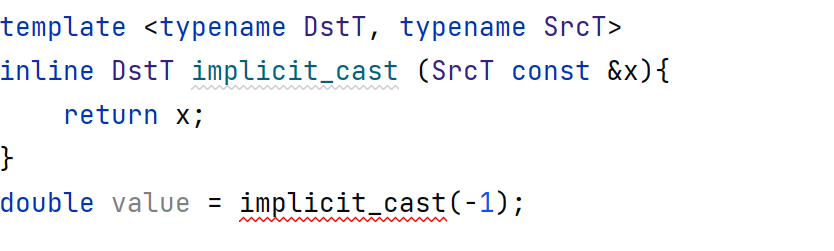 template <typename DstT, typename SrcT>
inline DstT implicit_cast (SrcT const &x){
    return x;
}
double value = implicit_cast(-1);